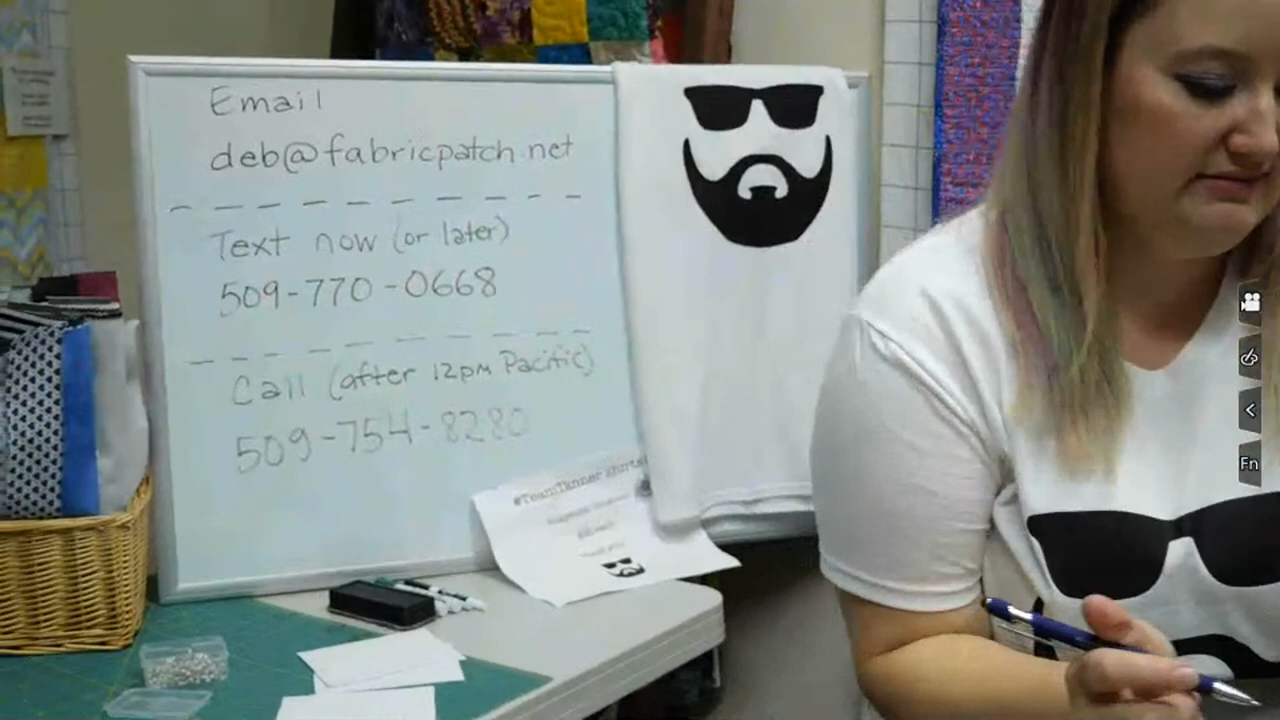 Email
deb@fabricpatch.net
Text now (or later)
509-770-0668
Call (after 12pm Pacific)
509-754-8280
#TeamTanner shirts!
Fn